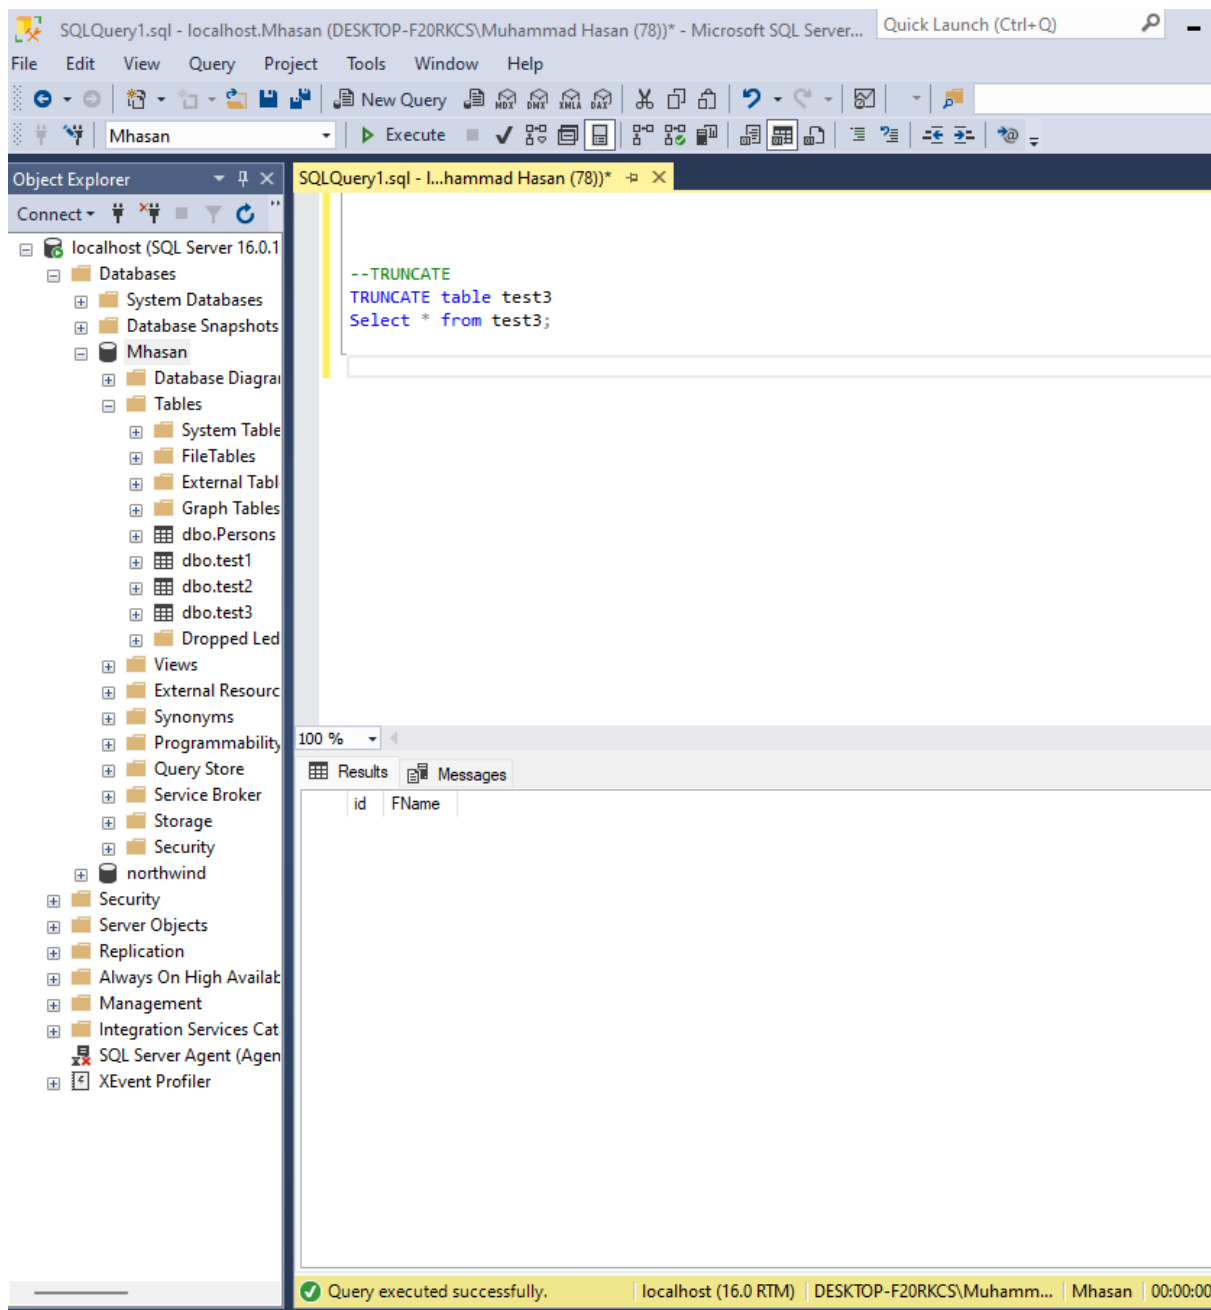 SQLQuery1.sql - localhost.Mhasan (DESKTOP-F20RKCS\Muhammad Hasan (78))* - Microsoft SQL Server...
Quick Launch (Ctrl+Q)
File Edit View Query Project Tools Window Help
New Query MDX DMX XMLA DAX
Mhasan Execute
Object Explorer
SQLQuery1.sql - l...hammad Hasan (78))*
Connect
localhost (SQL Server 16.0.1
Databases
System Databases
Database Snapshots
Mhasan
Database Diagra
Tables
System Table
FileTables
External Tabl
Graph Tables
dbo.Persons
dbo.test1
dbo.test2
dbo.test3
Dropped Led
Views
External Resourc
Synonyms
Programmability
Query Store
Service Broker
Storage
Security
northwind
Security
Server Objects
Replication
Always On High Availab
Management
Integration Services Cat
SQL Server Agent (Agen
XEvent Profiler
--TRUNCATE
TRUNCATE table test3
Select * from test3;
100 %
Results Messages
id FName
Query executed successfully. localhost (16.0 RTM) DESKTOP-F20RKCS\Muhamm... Mhasan 00:00:00